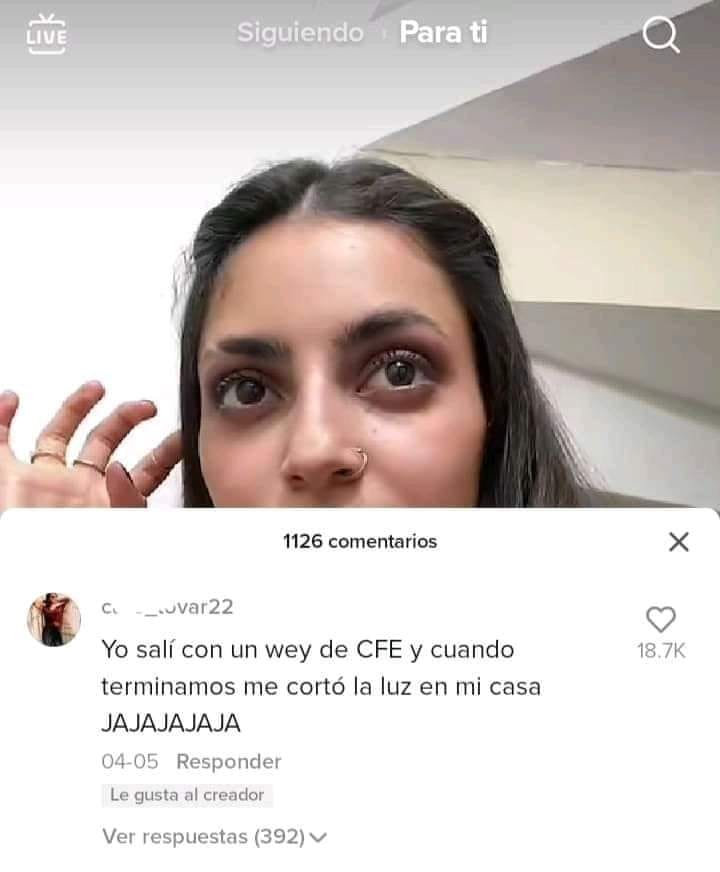 LIVE
Siguiendo Para ti
1126 comentarios
Yo salí con un wey de CFE y cuando
terminamos me cortó la luz en mi casa
JAJAJAJAJA
18.7K
04-05 Responder
Le gusta al creador
Ver respuestas (392)